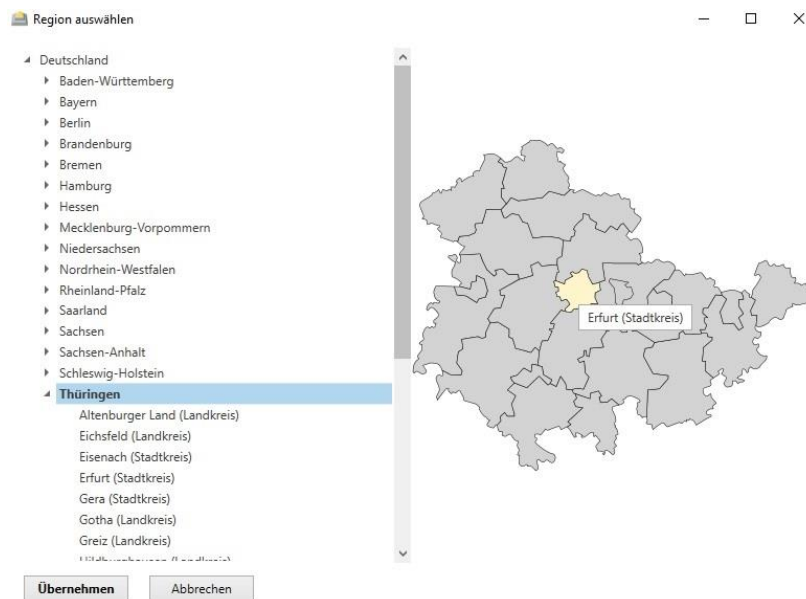 Region auswählen
Deutschland
Baden-Württemberg
Bayern
Berlin
Brandenburg
Bremen
Hamburg
Hessen
Mecklenburg-Vorpommern
Niedersachsen
Nordrhein-Westfalen
Rheinland-Pfalz
Saarland
Sachsen
Sachsen-Anhalt
Schleswig-Holstein
Thüringen
Altenburger Land (Landkreis)
Eichsfeld (Landkreis)
Eisenach (Stadtkreis)
Erfurt (Stadtkreis)
Gera (Stadtkreis)
Gotha (Landkreis)
Greiz (Landkreis)
Hildburghausen (Landkreis)
Erfurt (Stadtkreis)
Übernehmen
Abbrechen